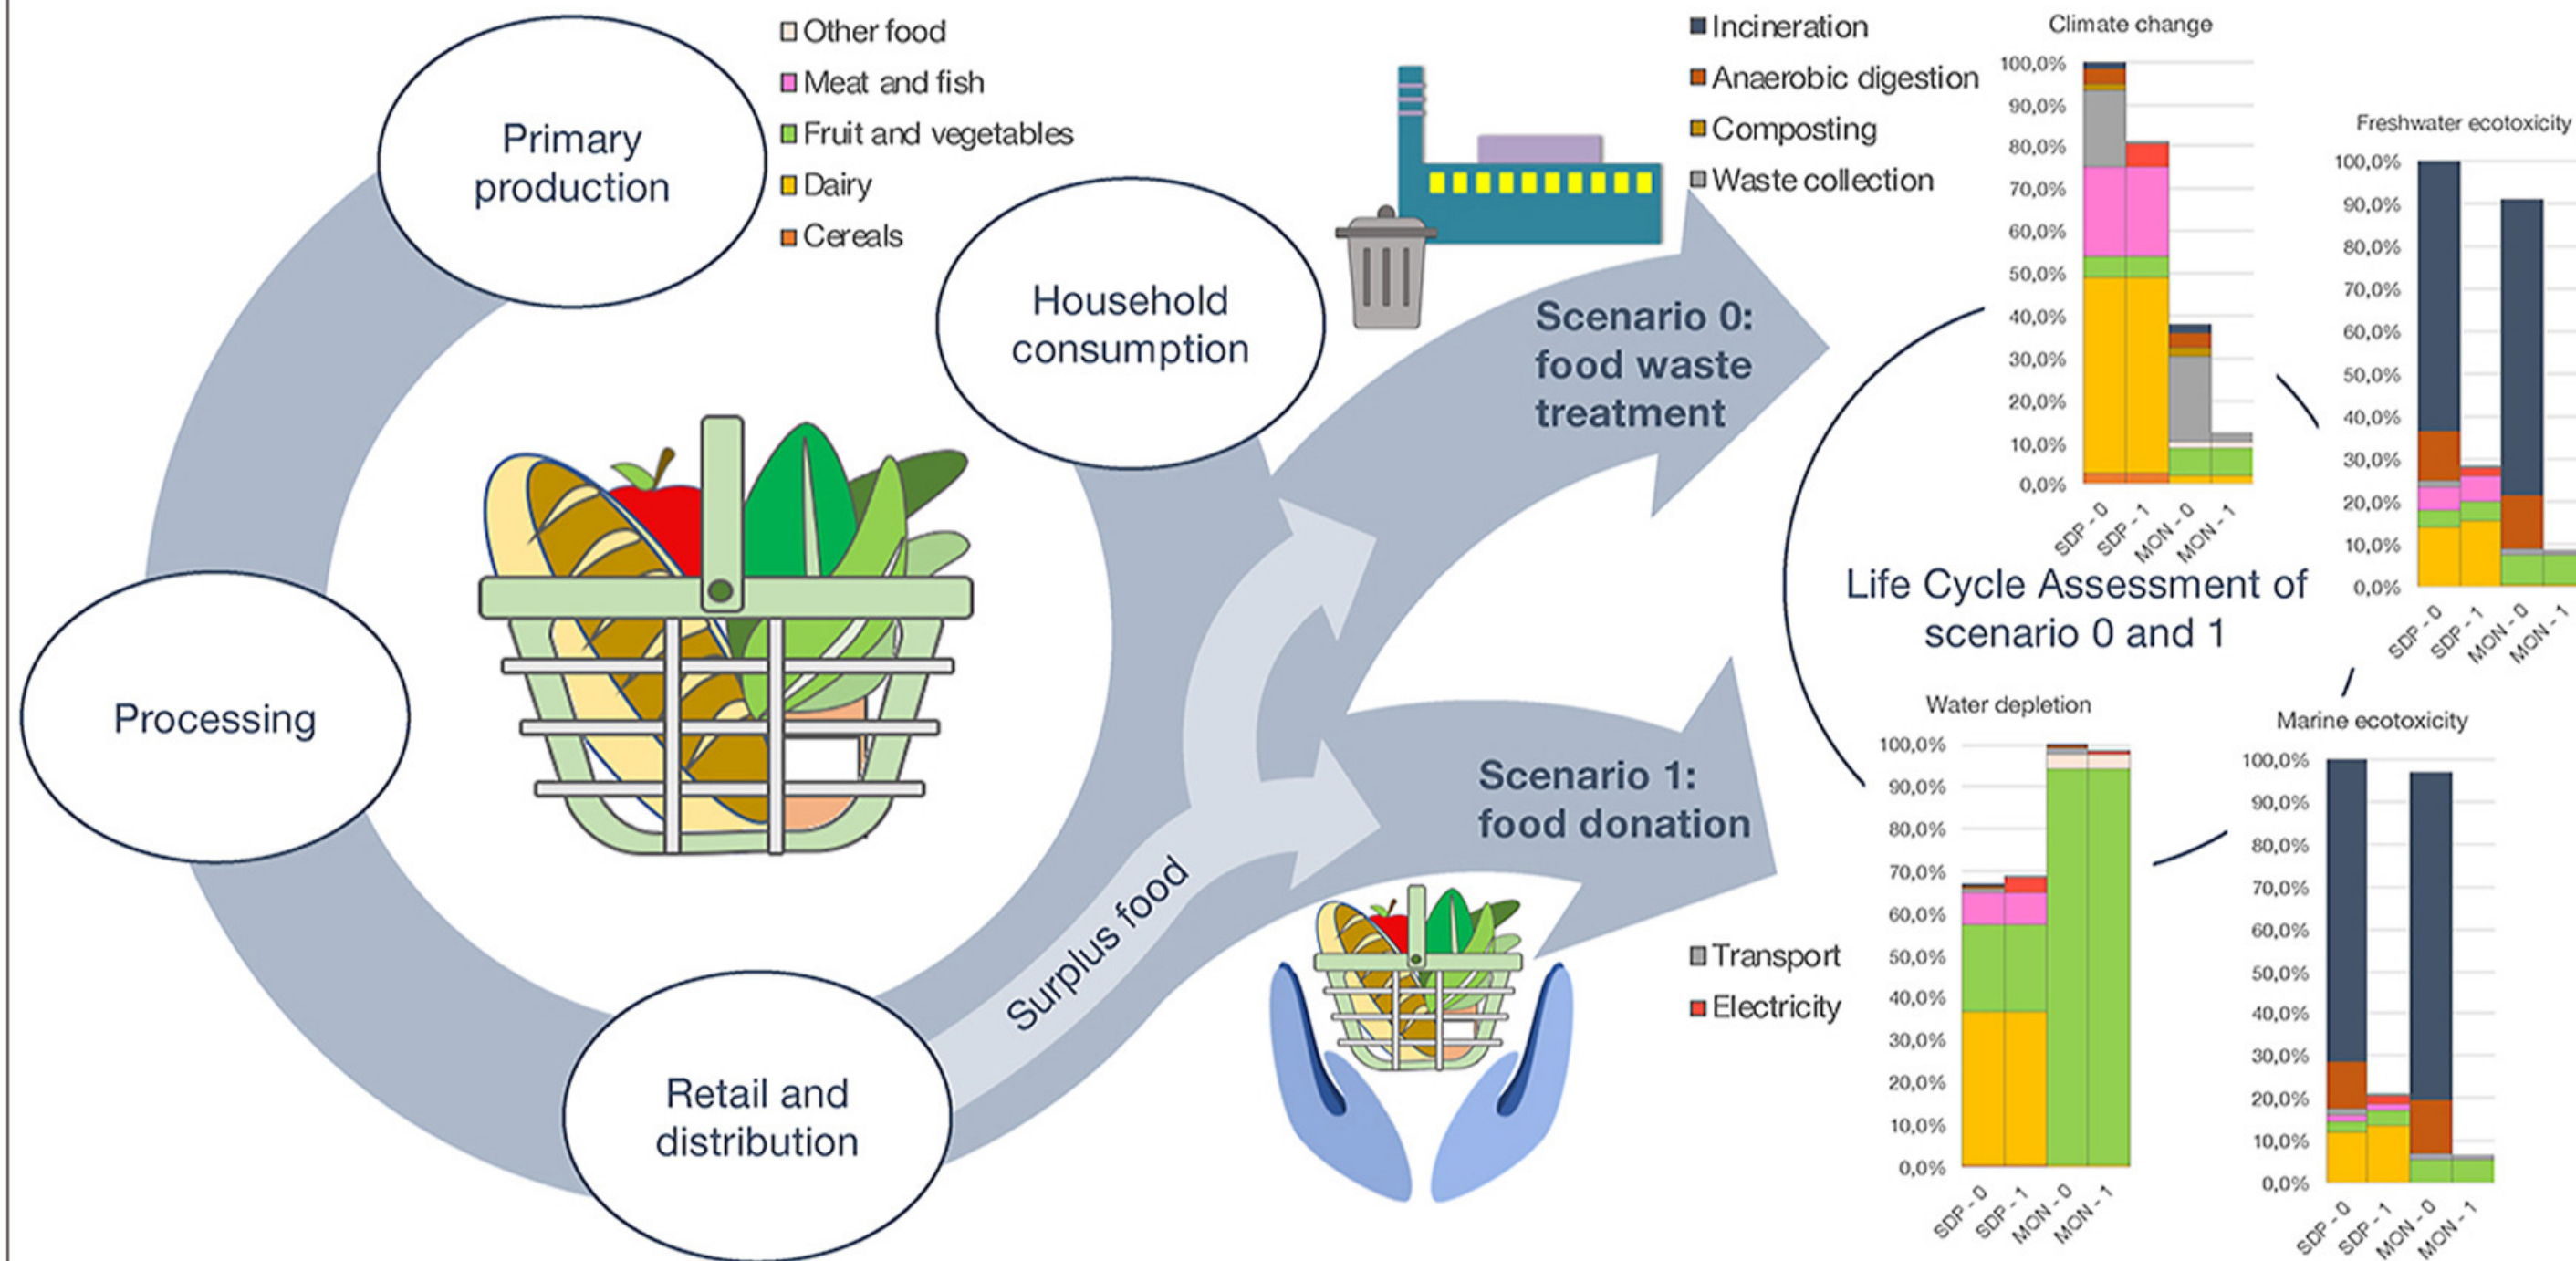 Primary
production
Other food
Meat and fish
Fruit and vegetables
Dairy
Cereals
Household
consumption
Processing
Retail and
distribution
Surplus food
Incineration
Anaerobic digestion
Composting
Waste collection
Scenario 0:
food waste
treatment
Scenario 1:
food donation
Transport
Electricity
Life Cycle Assessment of
scenario 0 and 1
Climate change
100,0%
90,0%
80,0%
70,0%
60,0%
50,0%
40,0%
30,0%
20,0%
10,0%
0,0%
SDP - 0
SDP - 1
MON - 0
MON - 1
Freshwater ecotoxicity
100,0%
90,0%
80,0%
70,0%
60,0%
50,0%
40,0%
30,0%
20,0%
10,0%
0,0%
SDP - 0
SDP - 1
MON - 0
MON - 1
Water depletion
100,0%
90,0%
80,0%
70,0%
60,0%
50,0%
40,0%
30,0%
20,0%
10,0%
0,0%
SDP - 0
SDP - 1
MON - 0
MON - 1
Marine ecotoxicity
100,0%
90,0%
80,0%
70,0%
60,0%
50,0%
40,0%
30,0%
20,0%
10,0%
0,0%
SDP - 0
SDP - 1
MON - 0
MON - 1